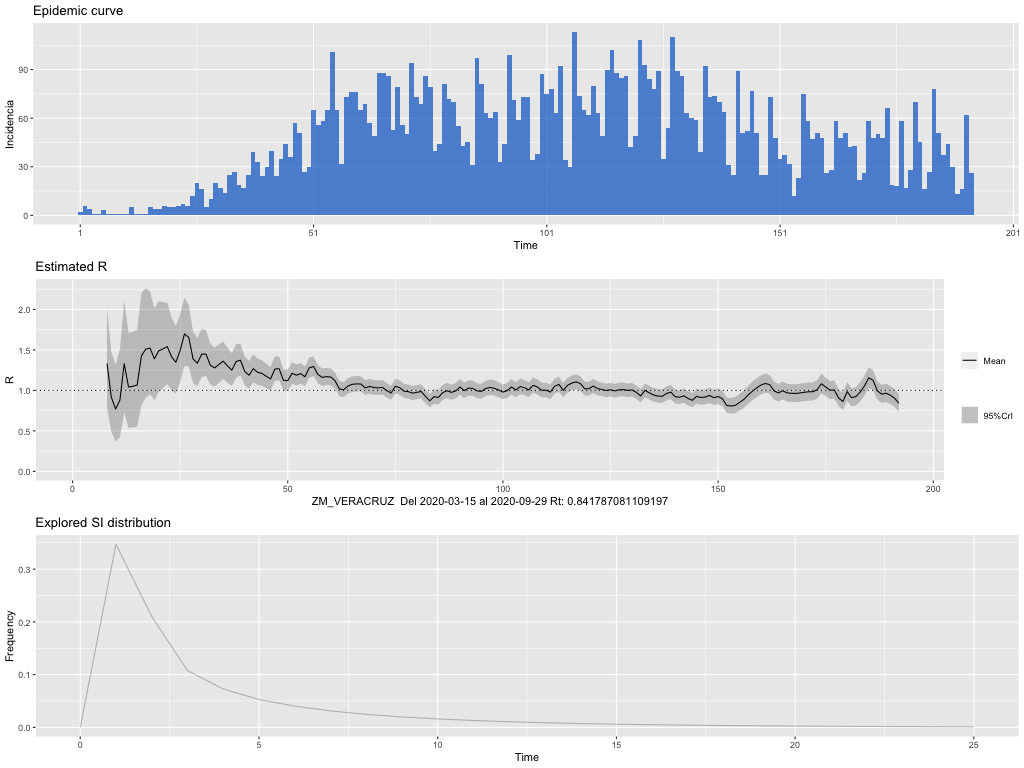 Epidemic curve
Incidencia
90
60
30
0
1 51 101 151 201
Time
Estimated R
R
2.0
1.5
1.0
0.5
0.0
0 50 100 150 200
Mean
95%CrI
ZM_VERACRUZ Del 2020-03-15 al 2020-09-29 Rt: 0.841787081109197
Explored SI distribution
Frequency
0.3
0.2
0.1
0.0
0 5 10 15 20 25
Time